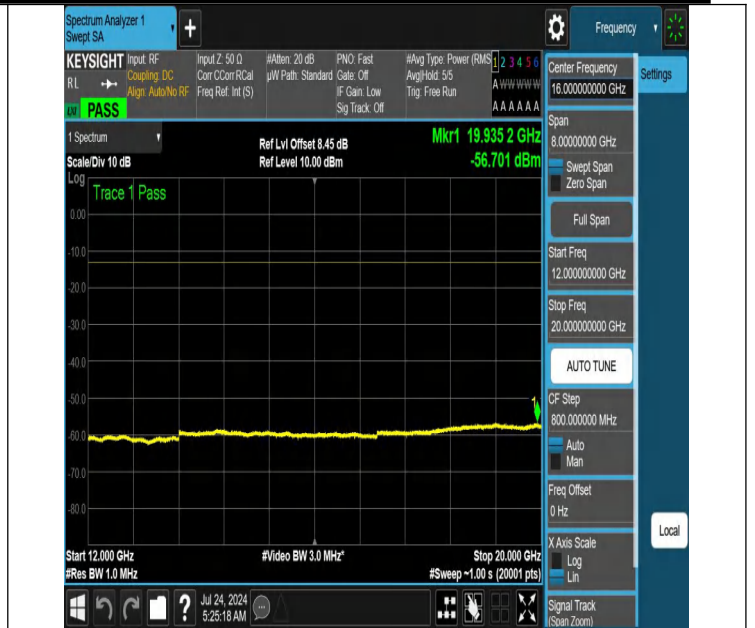 Spectrum Analyzer 1
Swept SA
+
Frequency
KEYSIGHT
Input: RF
Input Z: 50 Ω
#Atten: 20 dB
PNO: Fast
#Avg Type: Power (RMS
1 2 3 4 5 6
RL
Coupling: DC
Corr CCorr RCal
µW Path: Standard
Gate: Off
Avg|Hold: 5/5
A W W W W W
Align: Auto/No RF
Freq Ref: Int (S)
IF Gain: Low
Trig: Free Run
Sig Track: Off
A A A A A A
PASS
1 Spectrum
Ref Lvl Offset 8.45 dB
Mkr1 19.935 2 GHz
Scale/Div 10 dB
Ref Level 10.00 dBm
-56.701 dBm
Log
Trace 1 Pass
0.00
-10.0
-20.0
-30.0
-40.0
-50.0
1
-60.0
-70.0
-80.0
Start 12.000 GHz
#Video BW 3.0 MHz*
Stop 20.000 GHz
#Res BW 1.0 MHz
#Sweep ~1.00 s (20001 pts)
?
Jul 24, 2024
5:25:18 AM
Center Frequency
16.000000000 GHz
Settings
Span
8.00000000 GHz
Swept Span
Zero Span
Full Span
Start Freq
12.000000000 GHz
Stop Freq
20.000000000 GHz
AUTO TUNE
CF Step
800.000000 MHz
Auto
Man
Freq Offset
0 Hz
Local
X Axis Scale
Log
Lin
Signal Track
(Span Zoom)